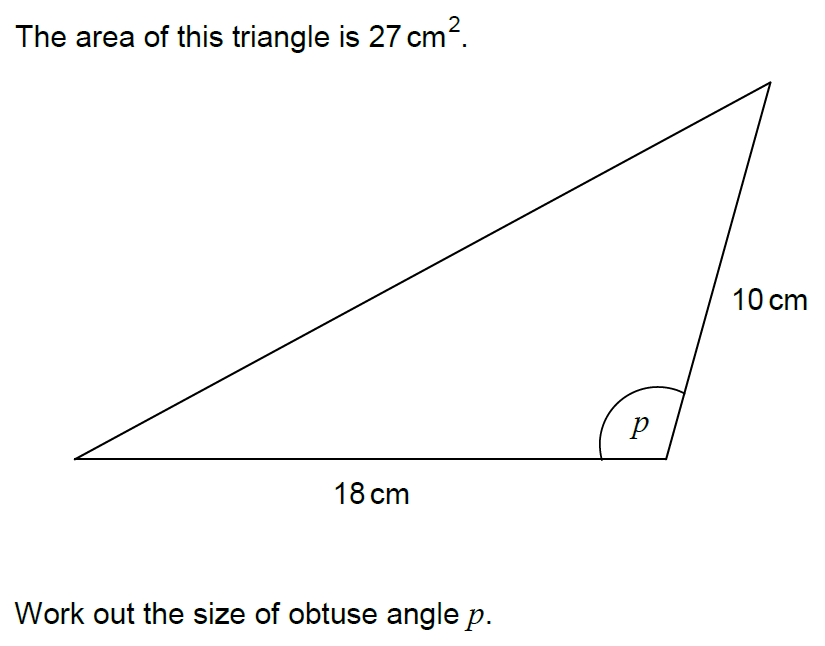 The area of this triangle is 27 cm².
10 cm
p
18 cm
Work out the size of obtuse angle p.